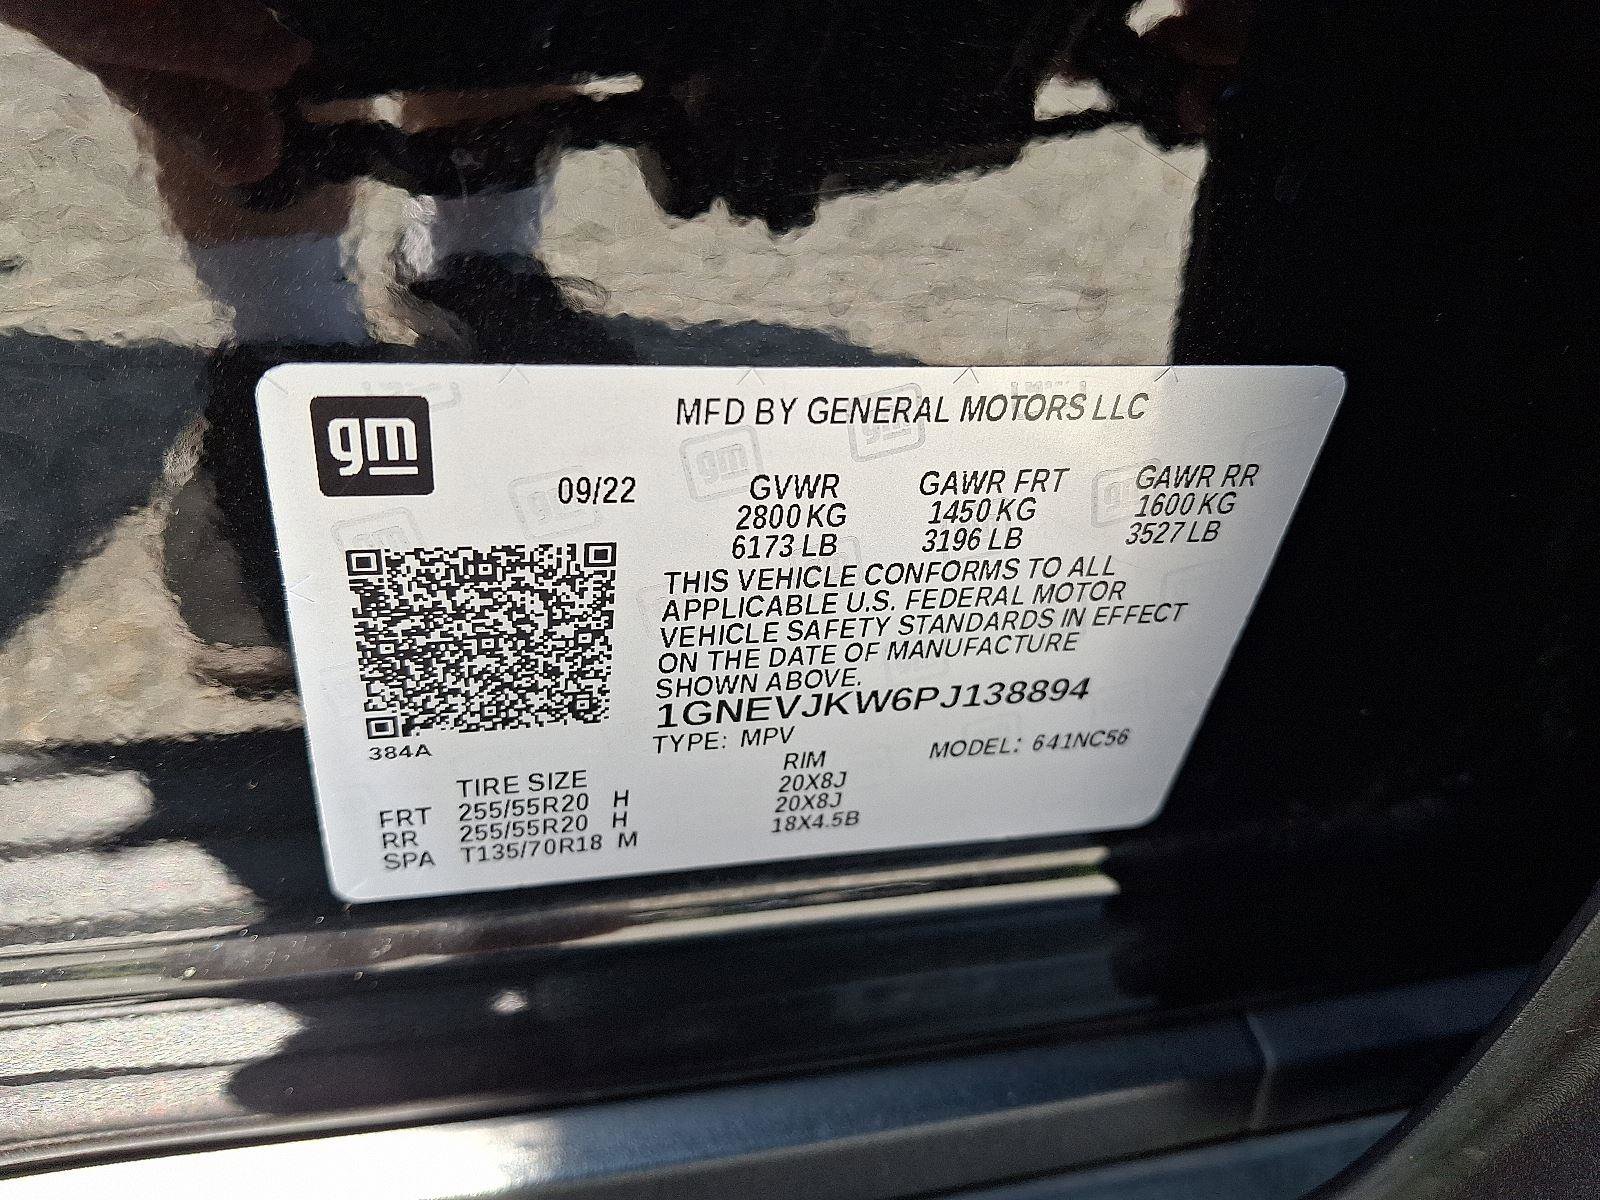 gm
MFD BY GENERAL MOTORS LLC
09/22 GVWR GAWR FRT GAWR RR
2800 KG 1450 KG 1600 KG
6173 LB 3196 LB 3527 LB
THIS VEHICLE CONFORMS TO ALL
APPLICABLE U.S. FEDERAL MOTOR
VEHICLE SAFETY STANDARDS IN EFFECT
ON THE DATE OF MANUFACTURE
SHOWN ABOVE.
1GNEVJKW6PJ138894
384A
TYPE: MPV MODEL: 641NC56
TIRE SIZE RIM
FRT 255/55R20 H 20X8J
RR 255/55R20 H 20X8J
SPA T135/70R18 M 18X4.5B